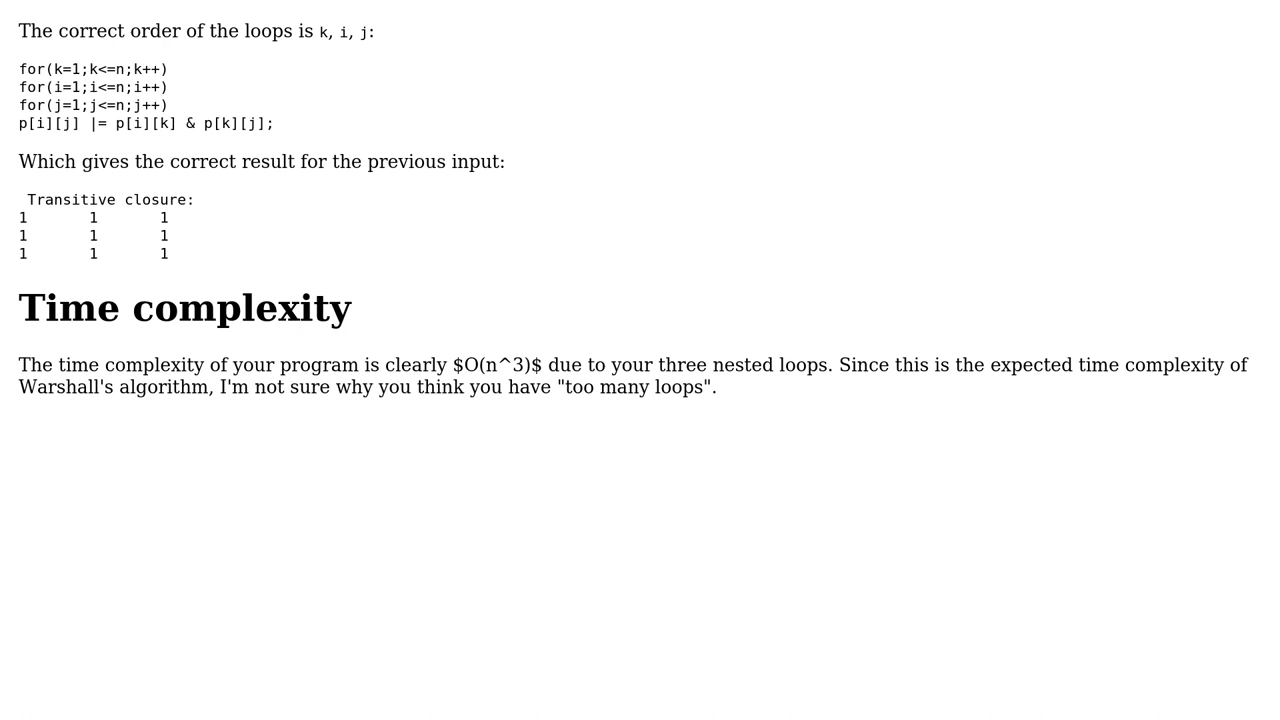 The correct order of the loops is k, i, j:
for(k=1;k<=n;k++)
for(i=1;i<=n;i++)
for(j=1;j<=n;j++)
p[i][j] |= p[i][k] & p[k][j];
Which gives the correct result for the previous input:
Transitive closure:
1       1       1
1       1       1
1       1       1
Time complexity
The time complexity of your program is clearly $O(n^3)$ due to your three nested loops. Since this is the expected time complexity of
Warshall's algorithm, I'm not sure why you think you have "too many loops".